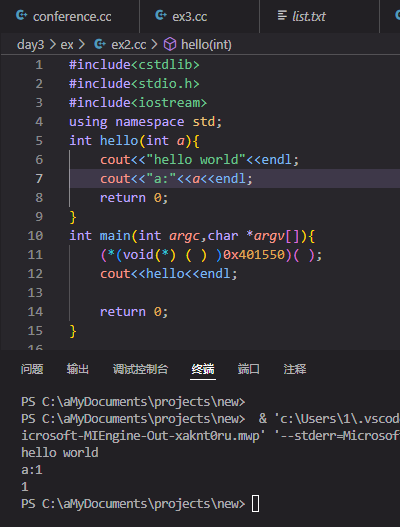 conference.cc ex3.cc list.txt
day3 > ex > ex2.cc > hello(int)
1 #include<cstdlib>
2 #include<stdio.h>
3 #include<iostream>
4 using namespace std;
5 int hello(int a){
6 cout<<"hello world"<<endl;
7 cout<<"a:"<<a<<endl;
8 return 0;
9 }
10 int main(int argc,char *argv[]){
11 (*(void(*) ( ) )0x401550)( );
12 cout<<hello<<endl;
13
14 return 0;
15 }
16
问题 输出 调试控制台 终端 端口 注释
PS C:\aMyDocuments\projects\new>
PS C:\aMyDocuments\projects\new> & 'c:\Users\1\.vscod
icrosoft-MIEngine-Out-xaknt0ru.mwp' '--stderr=Microsof
hello world
a:1
1
PS C:\aMyDocuments\projects\new>